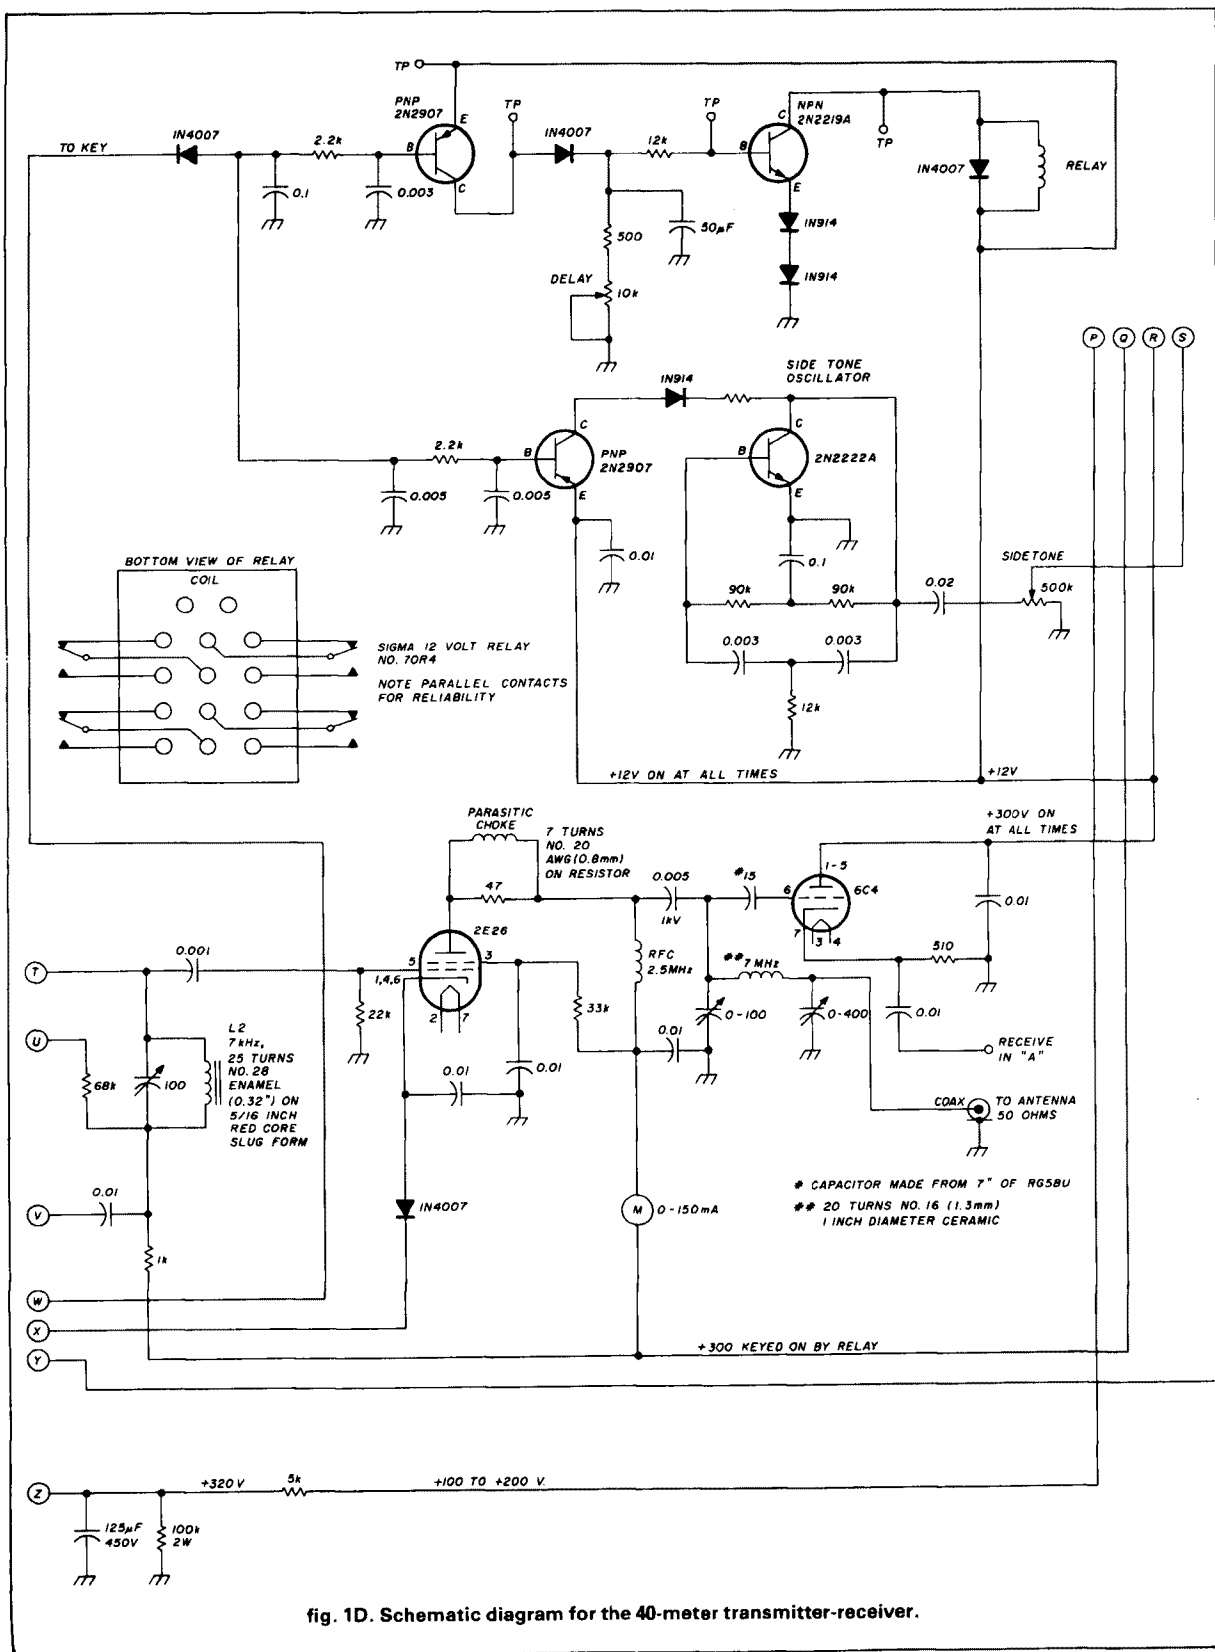 TP
PNP
2N2907
E
B
C
TO KEY
1N4007
2.2k
0.1
0.003
TP
1N4007
12k
TP
NPN
2N2219A
C
B
E
TP
1N4007
RELAY
500
50µF
DELAY
10k
1N914
1N914
P
Q
R
S
SIDE TONE
OSCILLATOR
1N914
C
B
E
PNP
2N2907
2.2k
0.005
0.005
C
B
E
2N2222A
0.01
0.1
90k
90k
0.003
0.003
12k
0.02
SIDETONE
500k
BOTTOM VIEW OF RELAY
COIL
SIGMA 12 VOLT RELAY
NO. 70R4
NOTE PARALLEL CONTACTS
FOR RELIABILITY
+12V ON AT ALL TIMES
+12V
PARASITIC
CHOKE
7 TURNS
NO. 20
AWG (0.8mm)
ON RESISTOR
47
2E26
5
3
1,4,6
2
7
0.005
1kV
#15
+300V ON
AT ALL TIMES
1-5
6
6C4
7
3
4
0.01
510
T
0.001
22k
RFC
2.5MHz
33k
##7 MHz
0-100
0-400
0.01
RECEIVE
IN "A"
U
68k
100
L2
7kHz,
25 TURNS
NO. 28
ENAMEL
(0.32") ON
5/16 INCH
RED CORE
SLUG FORM
0.01
0.01
0.01
COAX
TO ANTENNA
50 OHMS
V
0.01
1k
1N4007
M
0-150mA
# CAPACITOR MADE FROM 7" OF RG58U
## 20 TURNS NO. 16 (1.3mm)
1 INCH DIAMETER CERAMIC
W
X
Y
+300 KEYED ON BY RELAY
Z
+320V
5k
+100 TO +200 V.
125µF
450V
100k
2W
fig. 1D. Schematic diagram for the 40-meter transmitter-receiver.